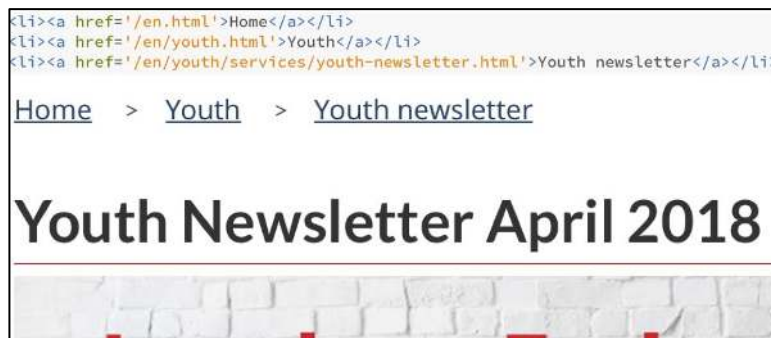 <li><a href='/en.html'>Home</a></li>
<li><a href='/en/youth.html'>Youth</a></li>
<li><a href='/en/youth/services/youth-newsletter.html'>Youth newsletter</a></li>
Home > Youth > Youth newsletter
Youth Newsletter April 2018